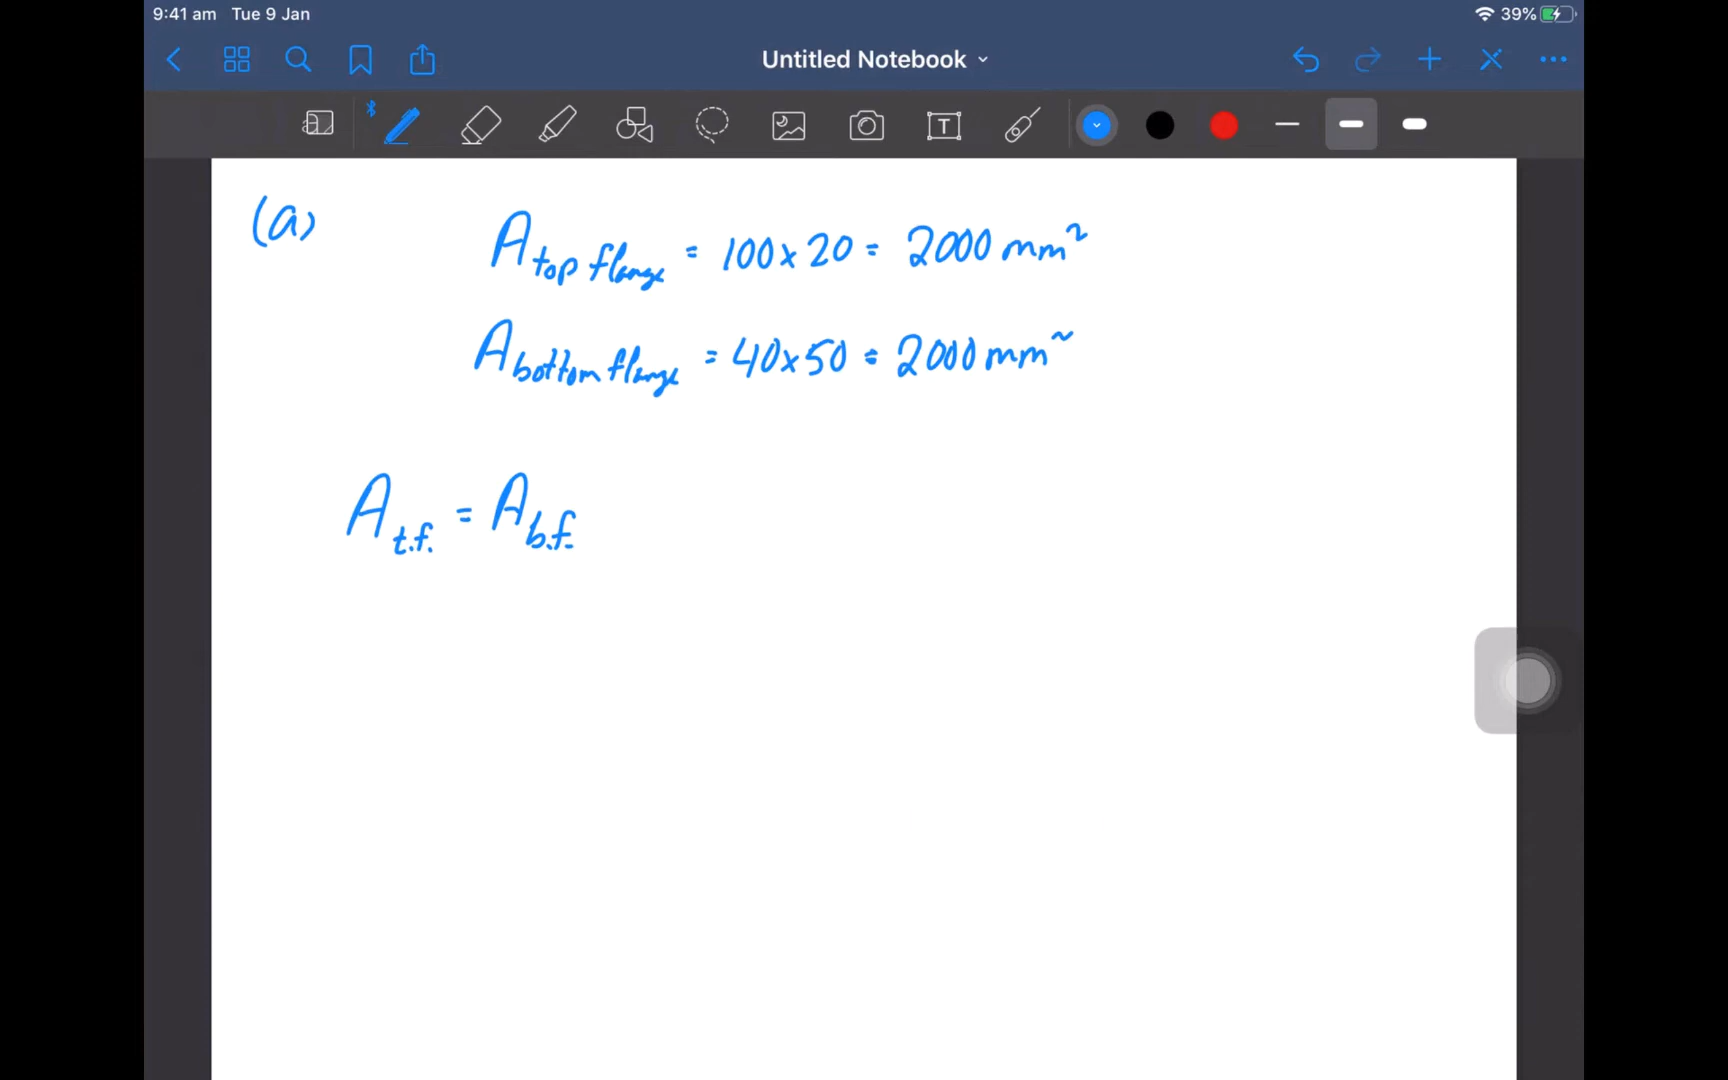 9:41 am Tue 9 Jan 39%
Untitled Notebook
a T
(a) A top flange = 100 x 20 = 2000 mm²
A bottom flange = 40 x 50 = 2000 mm²
A t.f. = A b.f.